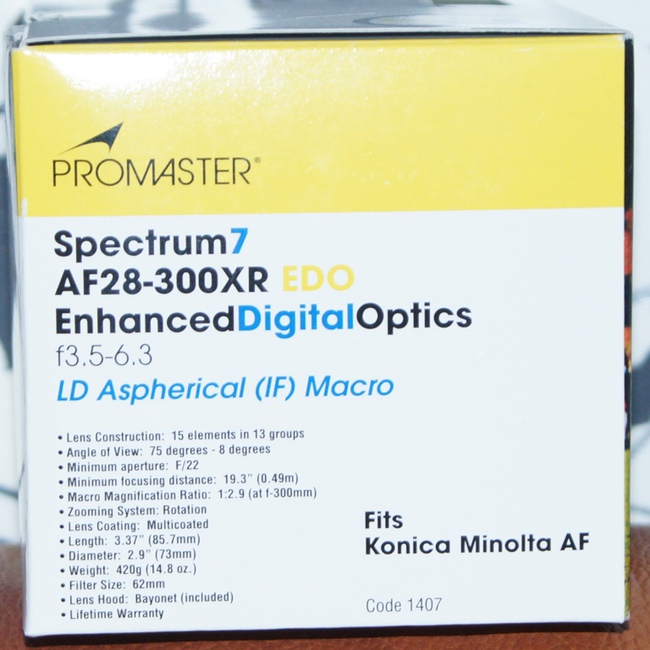 PROMASTER®
Spectrum7
AF28-300XR EDO
EnhancedDigitalOptics
f3.5-6.3
LD Aspherical (IF) Macro
• Lens Construction: 15 elements in 13 groups
• Angle of View: 75 degrees - 8 degrees
• Minimum aperture: F/22
• Minimum focusing distance: 19.3" (0.49m)
• Macro Magnification Ratio: 1:2.9 (at f-300mm)
• Zooming System: Rotation
• Lens Coating: Multicoated
• Length: 3.37" (85.7mm)
• Diameter: 2.9" (73mm)
• Weight: 420g (14.8 oz.)
• Filter Size: 62mm
• Lens Hood: Bayonet (included)
• Lifetime Warranty
Fits
Konica Minolta AF
Code 1407